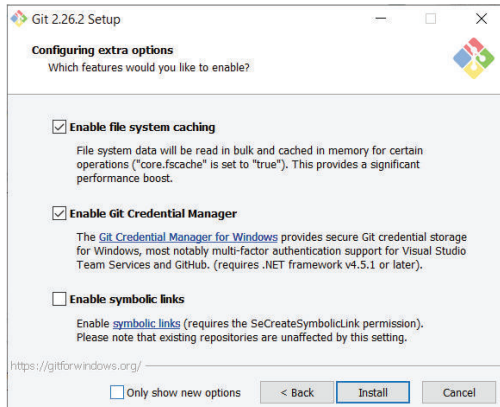 Git 2.26.2 Setup
Configuring extra options
Which features would you like to enable?
Enable file system caching
File system data will be read in bulk and cached in memory for certain
operations ("core.fscache" is set to "true"). This provides a significant
performance boost.
Enable Git Credential Manager
The Git Credential Manager for Windows provides secure Git credential storage
for Windows, most notably multi-factor authentication support for Visual Studio
Team Services and GitHub. (requires .NET framework v4.5.1 or later).
Enable symbolic links
Enable symbolic links (requires the SeCreateSymbolicLink permission).
Please note that existing repositories are unaffected by this setting.
https://gitforwindows.org/
Only show new options < Back Install Cancel